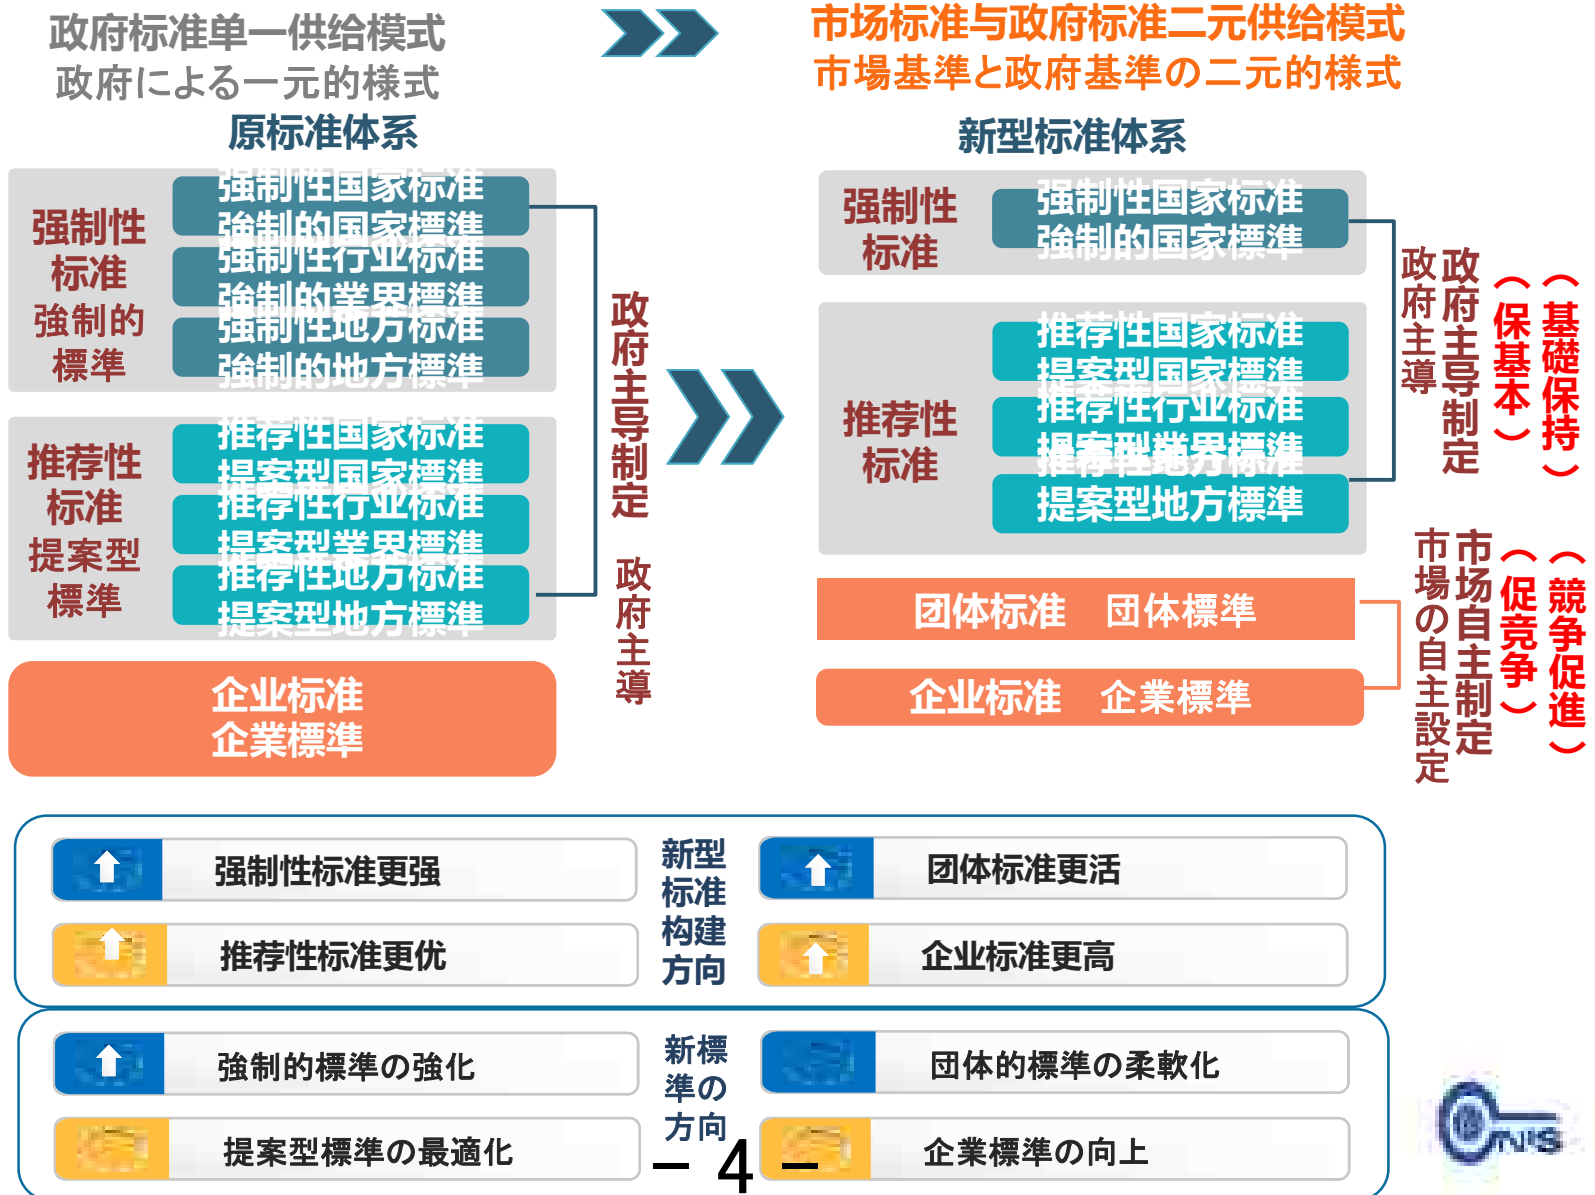 政府标准单一供给模式
政府による一元的様式
原标准体系
强制性
标准
強制的
標準
强制性国家标准
強制的国家標準
强制性行业标准
強制的業界標準
强制性地方标准
強制的地方標準
推荐性
标准
提案型
標準
推荐性国家标准
提案型国家標準
推荐性行业标准
提案型業界標準
推荐性地方标准
提案型地方標準
企业标准
企業標準
政府主导制定 政府主導
市场标准与政府标准二元供给模式
市場基準と政府基準の二元的様式
新型标准体系
强制性
标准
强制性国家标准
強制的国家標準
推荐性
标准
推荐性国家标准
提案型国家標準
推荐性行业标准
提案型業界標準
推荐性地方标准
提案型地方標準
团体标准 団体標準
企业标准 企業標準
政府主導
政府主导制定
（保基本）
（基礎保持）
市場の自主設定
市场自主制定
（促竞争）
（競争促進）
强制性标准更强
推荐性标准更优
新型
标准
构建
方向
团体标准更活
企业标准更高
強制的標準の強化
提案型標準の最適化
新標
準の
方向
団体的標準の柔軟化
企業標準の向上
－ 4 －
CNIS